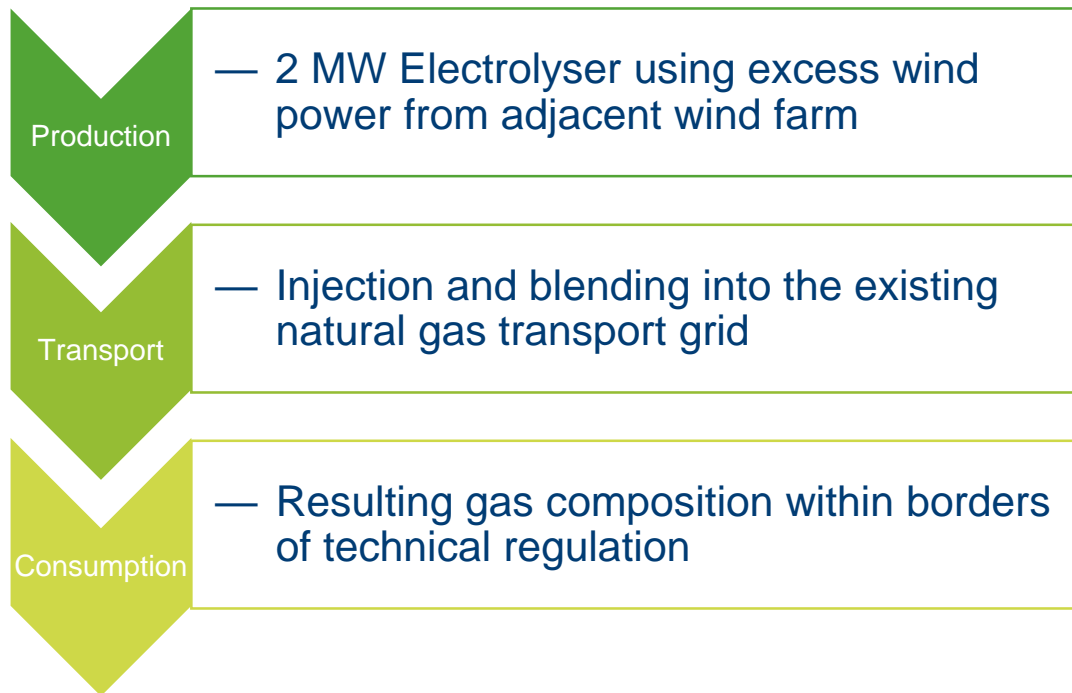 Production
— 2 MW Electrolyser using excess wind
power from adjacent wind farm
Transport
— Injection and blending into the existing
natural gas transport grid
Consumption
— Resulting gas composition within borders
of technical regulation